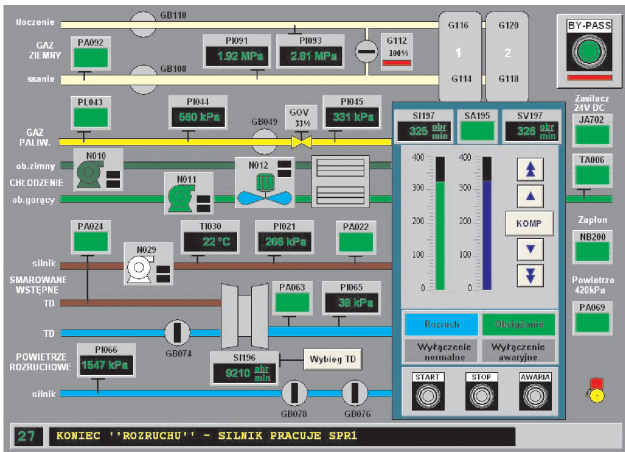 tłoczenie
GAZ
ZIEMNY
ssanie
GB110
PA092
PI091
1.92 MPa
PI093
2.81 MPa
G112
100%
GB108
G116
G120
1
2
G114
G118
BY-PASS
PL043
GAZ
PALIW.
PI044
560 kPa
GB049
GOV
33%
PI045
331 kPa
SI197
325 obr
min
SA195
SV197
326 obr
min
Zasilacz
24V DC
JA702
TA006
ob.zimny
CHŁODZENIE
ob.gorący
N010
N011
N012
400
300
200
100
0
400
300
200
100
0
KOMP
Zapłon
NB200
Powietrze
420kPa
PA069
silnik
SMAROWANE
WSTĘPNE
TD
PA024
N029
TI030
22 °C
PI021
266 kPa
PA022
PA063
PI065
38 kPa
TD
POWIETRZE
ROZRUCHOWE
silnik
PI066
1547 kPa
GB074
SI196
9210 obr
min
Wybieg TD
GB078
GB076
Rozruch
Obciążanie
Wyłączenie
normalne
Wyłączenie
awaryjne
START
STOP
AWARIA
27 KONIEC ''ROZRUCHU'' - SILNIK PRACUJE SPR1